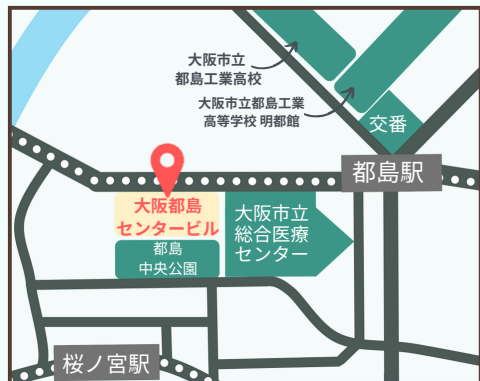 大阪市立
都島工業高校
大阪市立都島工業
高等学校 明都館
交番
都島駅
大阪都島
センタービル
大阪市立
総合医療
センター
都島
中央公園
桜ノ宮駅